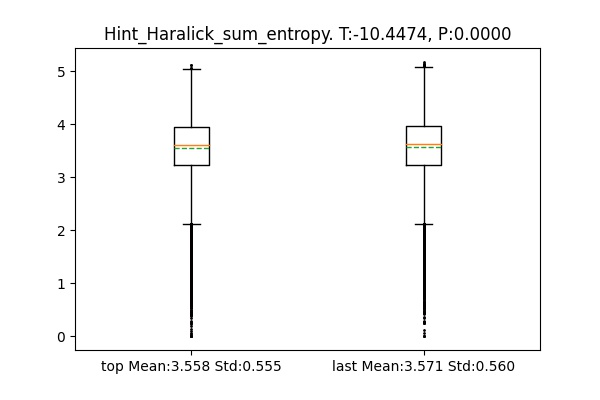 Hint_Haralick_sum_entropy. T:-10.4474, P:0.0000
5
4
3
2
1
0
top Mean:3.558 Std:0.555
last Mean:3.571 Std:0.560